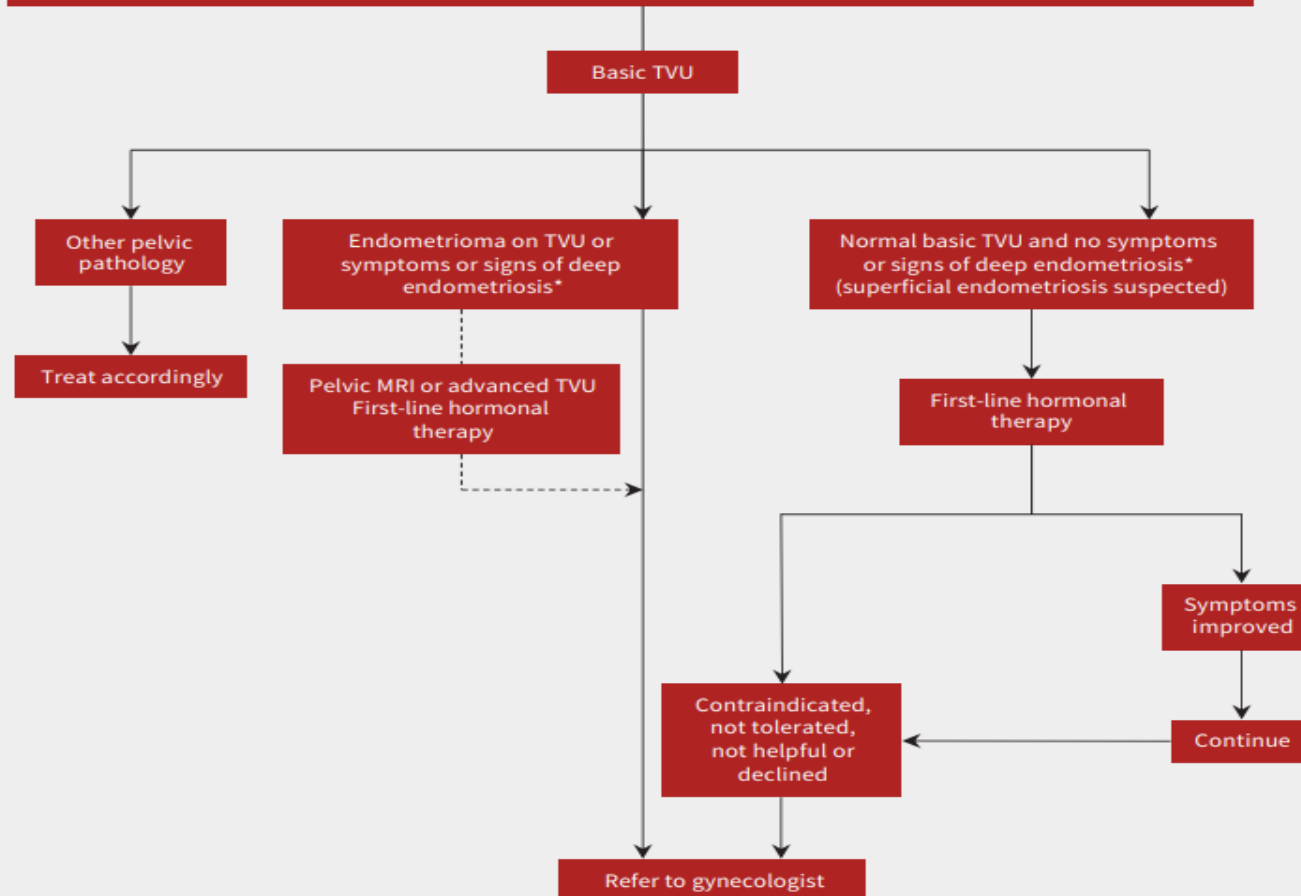 Basic TVU
Other pelvic
pathology
Endometrioma on TVU or
symptoms or signs of deep
endometriosis*
Normal basic TVU and no symptoms
or signs of deep endometriosis*
(superficial endometriosis suspected)
Treat accordingly
Pelvic MRI or advanced TVU
First-line hormonal
therapy
First-line hormonal
therapy
Symptoms
improved
Contraindicated,
not tolerated,
not helpful or
declined
Continue
Refer to gynecologist